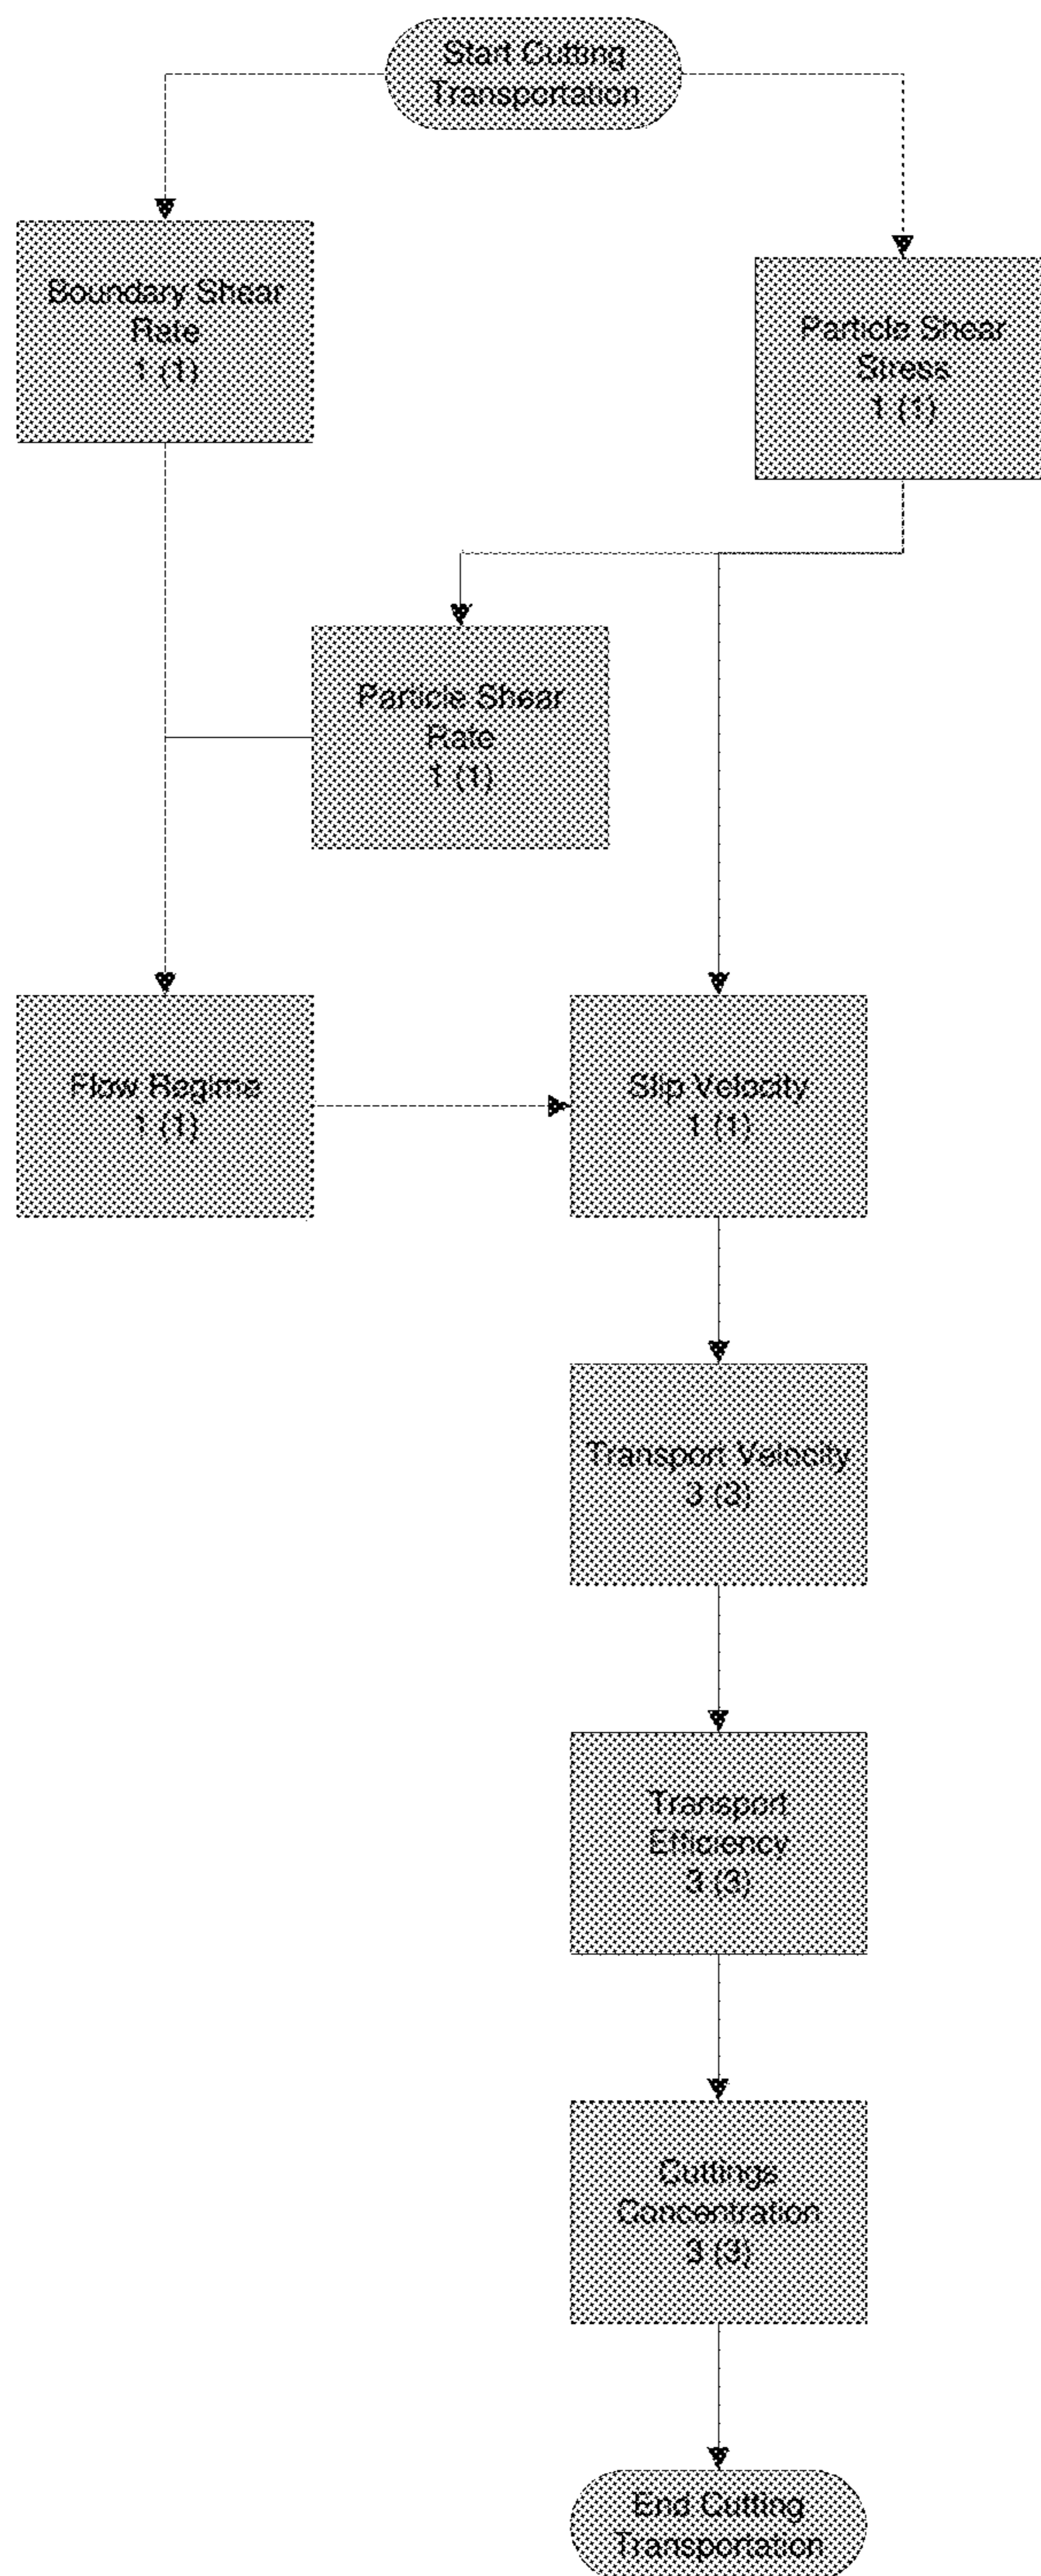 Start Cutting
Transportation
Boundary Shear
Rate
1 (1)
Particle Shear
Stress
1 (1)
Particle Shear
Rate
1 (1)
Flow Regime
1 (1)
Slip Velocity
1 (1)
Transport Velocity
3 (3)
Transport
Efficiency
3 (3)
Cuttings
Concentration
3 (3)
End Cutting
Transportation